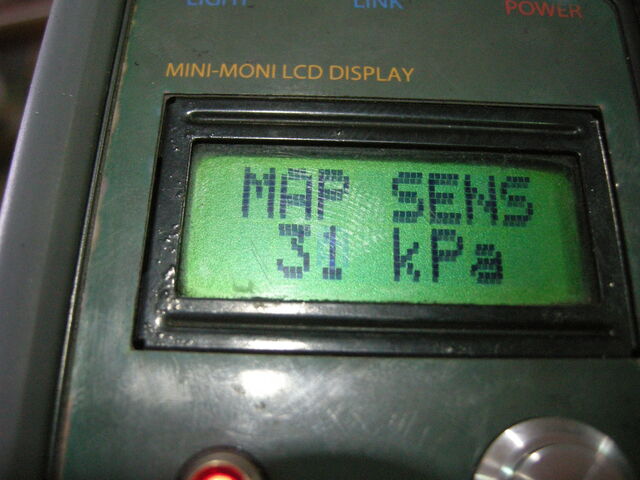 LIGHT LINK POWER
MINI-MONI LCD DISPLAY
MAP SENS
31 kPa